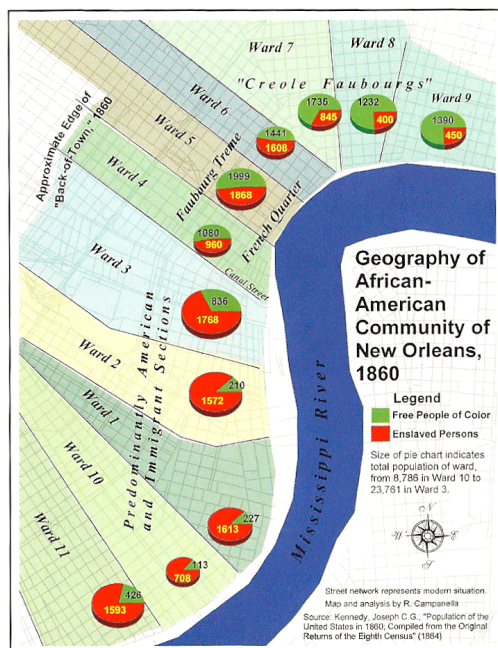 Ward 7
Ward 8
"Creole Faubourgs"
Ward 9
1735
845
1232
400
1390
450
Ward 6
1441
1608
Ward 5
Approximate Edge of
"Back-of-Town," 1860
Faubourg Treme
1999
1868
French Quarter
Ward 4
1080
960
Canal Street
Ward 3
836
1768
Ward 2
210
1572
Predominantly American
and Immigrant Sections
Ward 1
227
1613
Ward 10
113
708
Ward 11
426
1593
Mississippi River
Geography of
African-
American
Community of
New Orleans,
1860
Legend
Free People of Color
Enslaved Persons
Size of pie chart indicates
total population of ward,
from 8,786 in Ward 10 to
23,761 in Ward 3.
N
W
E
S
Street network represents modern situation.
Map and analysis by R. Campanella
Source: Kennedy, Joseph C.G., "Population of the
United States in 1860; Compiled from the Original
Returns of the Eighth Census" (1864)